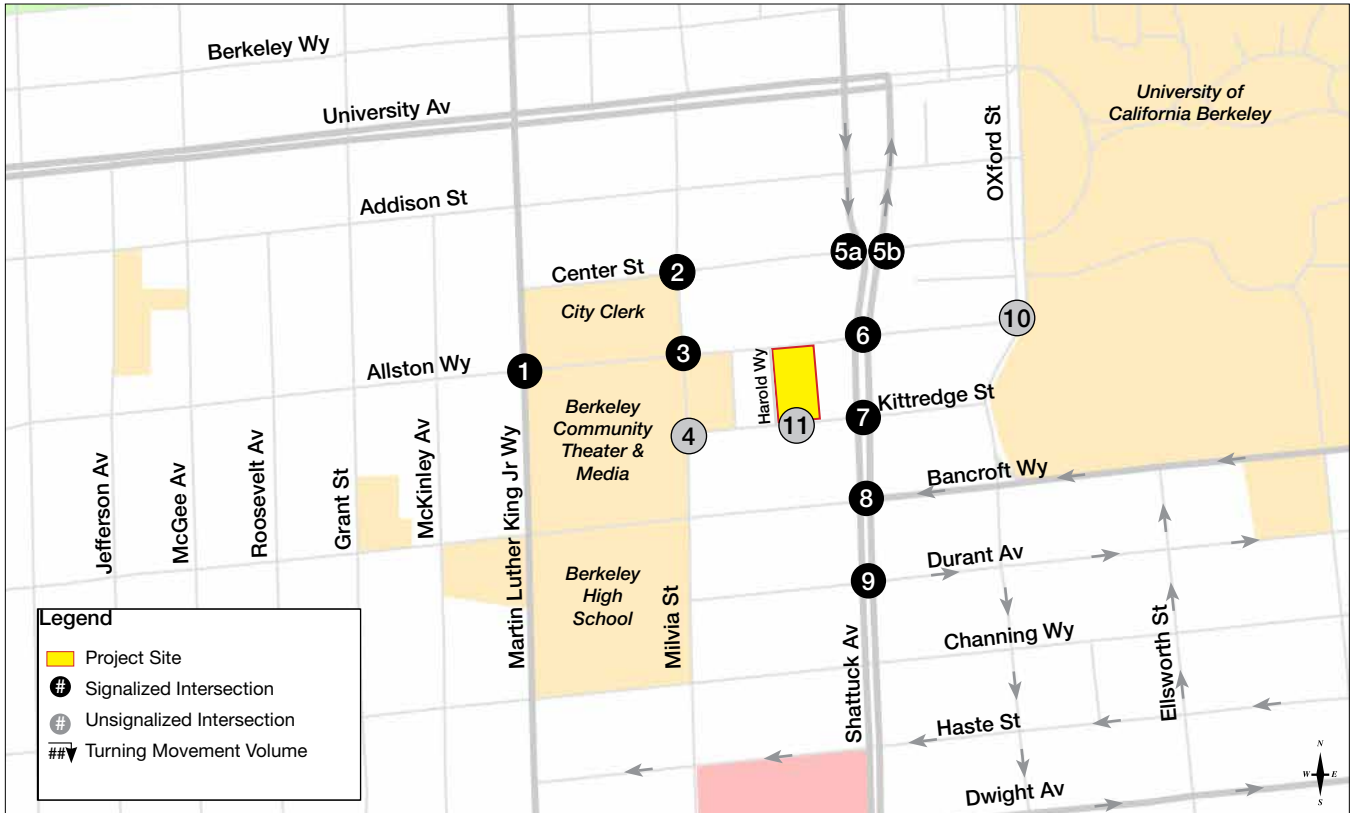 Berkeley Wy
University Av
University of
California Berkeley
OXford St
Addison St
5a
5b
Center St
2
City Clerk
10
6
3
Allston Wy
1
Harold Wy
Kittredge St
7
11
4
Berkeley
Community
Theater &
Media
Jefferson Av
McGee Av
Roosevelt Av
Grant St
McKinley Av
Martin Luther King Jr Wy
Bancroft Wy
8
Durant Av
9
Berkeley
High
School
Milvia St
Shattuck Av
Channing Wy
Ellsworth St
Haste St
Dwight Av
Legend
Project Site
# Signalized Intersection
# Unsignalized Intersection
## Turning Movement Volume
N
W E
S